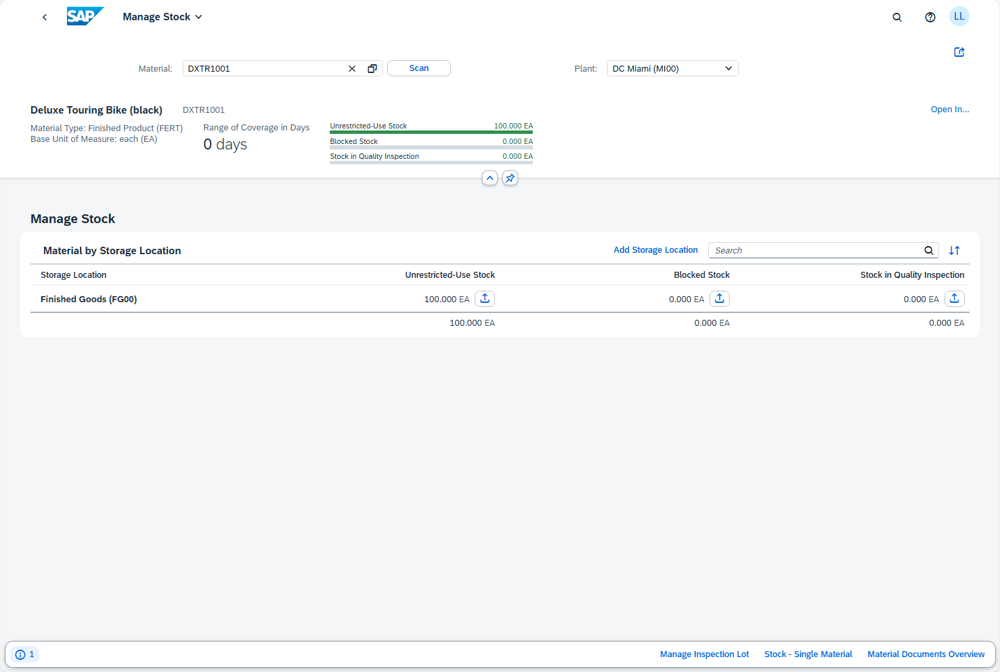 SAP
Manage Stock
LL
Material:
DXTR1001
Scan
Plant:
DC Miami (MI00)
Deluxe Touring Bike (black)
DXTR1001
Open In...
Material Type: Finished Product (FERT)
Base Unit of Measure: each (EA)
Range of Coverage in Days
0 days
Unrestricted-Use Stock 100.000 EA
Blocked Stock 0.000 EA
Stock in Quality Inspection 0.000 EA
Manage Stock
Material by Storage Location
Add Storage Location
Search
Storage Location Unrestricted-Use Stock Blocked Stock Stock in Quality Inspection
Finished Goods (FG00) 100.000 EA 0.000 EA 0.000 EA
100.000 EA 0.000 EA 0.000 EA
1
Manage Inspection Lot
Stock - Single Material
Material Documents Overview